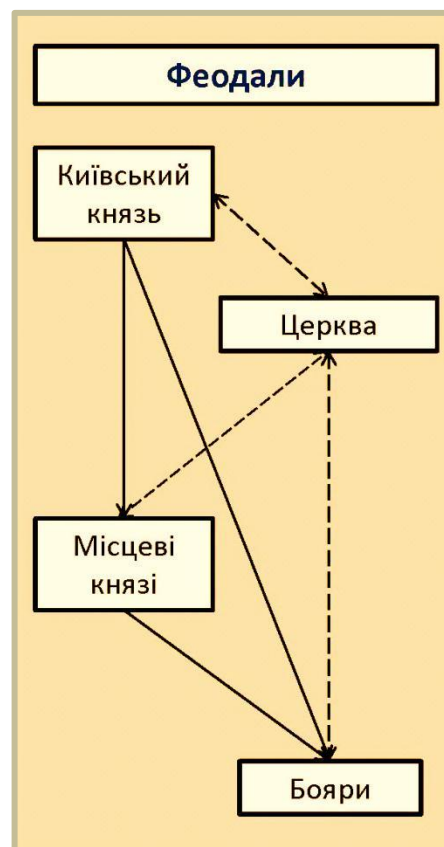 Феодали
Київський
князь
Церква
Місцеві
князі
Бояри